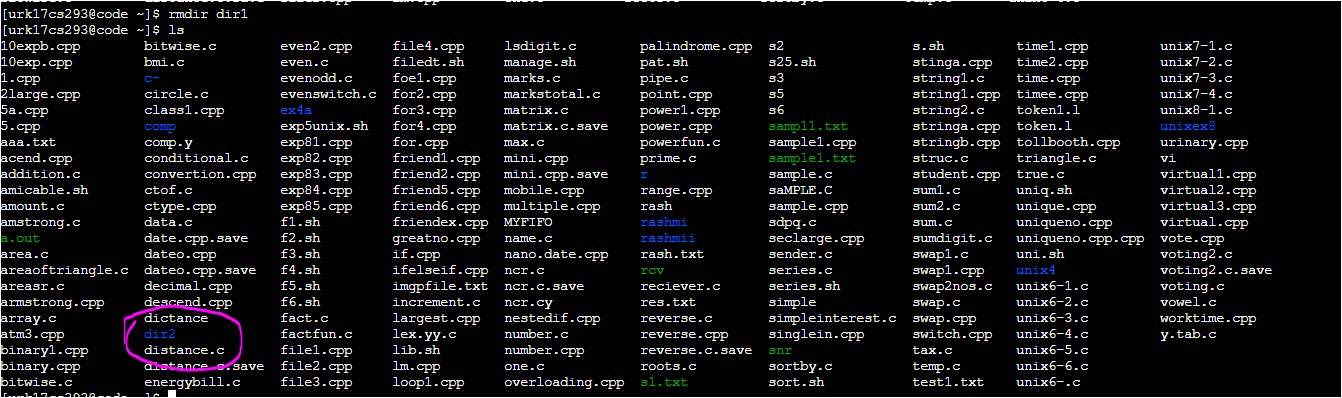 [urk17cs293@code ~]$ rmdir dir1
[urk17cs293@code ~]$ ls
10expb.cpp bitwise.c even2.cpp file4.cpp lsdigit.c palindrome.cpp s2 s.sh time1.cpp unix7-1.c
10exp.cpp bmi.c even.c filedt.sh manage.sh pat.sh s25.sh stinga.cpp time2.cpp unix7-2.c
1.cpp c- evenodd.c foe1.cpp marks.c pipe.c s3 string1.c time.cpp unix7-3.c
2large.cpp circle.c evenswitch.c for2.cpp markstotal.c point.cpp s5 string1.cpp timee.cpp unix7-4.c
5a.cpp class1.cpp ex4a for3.cpp matrix.c power1.cpp s6 string2.c token1.l unix8-1.c
5.cpp comp exp5unix.sh for4.cpp matrix.c.save power.cpp sampl1.txt stringa.cpp token.l unixex8
aaa.txt comp.y exp81.cpp for.cpp max.c powerfun.c sample1.cpp stringb.cpp tollbooth.cpp urinary.cpp
acend.cpp conditional.c exp82.cpp friend1.cpp mini.cpp prime.c sample1.txt struc.c triangle.c vi
addition.c convertion.cpp exp83.cpp friend2.cpp mini.cpp.save r sample.c student.cpp true.c virtual1.cpp
amicable.sh ctof.c exp84.cpp friend5.cpp mobile.cpp range.cpp saMPLE.C sum1.c uniq.sh virtual2.cpp
amount.c ctype.cpp exp85.cpp friend6.cpp multiple.cpp rash sample.cpp sum2.c unique.cpp virtual3.cpp
amstrong.c data.c f1.sh friendex.cpp MYFIFO rashmi sdpq.c sum.c uniqueno.cpp virtual.cpp
a.out date.cpp.save f2.sh greatno.cpp name.c rashmii seclarge.cpp sumdigit.c uniqueno.cpp.cpp vote.cpp
area.c dateo.cpp f3.sh if.cpp nano.date.cpp rash.txt sender.c swap1.c uni.sh voting2.c
areaoftriangle.c dateo.cpp.save f4.sh ifelseif.cpp ncr.c rcv series.c swap1.cpp unix4 voting2.c.save
areasr.c decimal.cpp f5.sh imgpfile.txt ncr.c.save reciever.c series.sh swap2nos.c unix6-1.c voting.c
armstrong.cpp descend.cpp f6.sh increment.c ncr.cy res.txt simple swap.c unix6-2.c vowel.c
array.c dictance fact.c largest.cpp nestedif.cpp reverse.c simpleinterest.c swap.cpp unix6-3.c worktime.cpp
atm3.cpp dir2 factfun.c lex.yy.c number.c reverse.cpp singlein.cpp switch.cpp unix6-4.c y.tab.c
binary1.cpp distance.c file1.cpp lib.sh number.cpp reverse.c.save snr tax.c unix6-5.c
binary.cpp distance.c.save file2.cpp lm.cpp one.c roots.c sortby.c temp.c unix6-6.c
bitwise.c energybill.c file3.cpp loop1.cpp overloading.cpp s1.txt sort.sh test1.txt unix6-.c
[urk17cs293@code ~]$